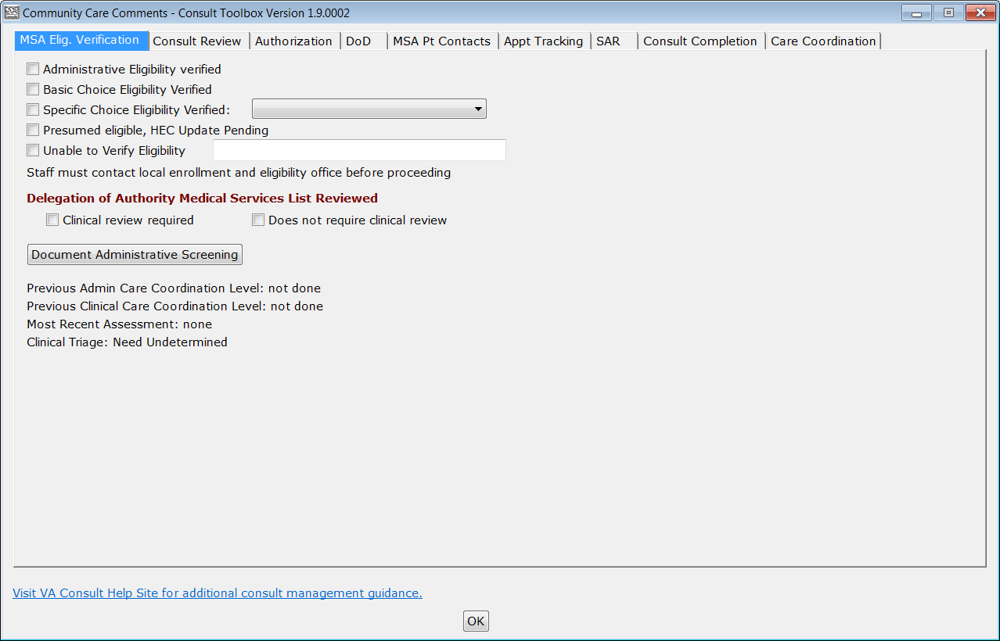 Community Care Comments - Consult Toolbox Version 1.9.0002
MSA Elig. Verification Consult Review Authorization DoD MSA Pt Contacts Appt Tracking SAR Consult Completion Care Coordination
Administrative Eligibility verified
Basic Choice Eligibility Verified
Specific Choice Eligibility Verified:
Presumed eligible, HEC Update Pending
Unable to Verify Eligibility
Staff must contact local enrollment and eligibility office before proceeding
Delegation of Authority Medical Services List Reviewed
Clinical review required Does not require clinical review
Document Administrative Screening
Previous Admin Care Coordination Level: not done
Previous Clinical Care Coordination Level: not done
Most Recent Assessment: none
Clinical Triage: Need Undetermined
Visit VA Consult Help Site for additional consult management guidance.
OK